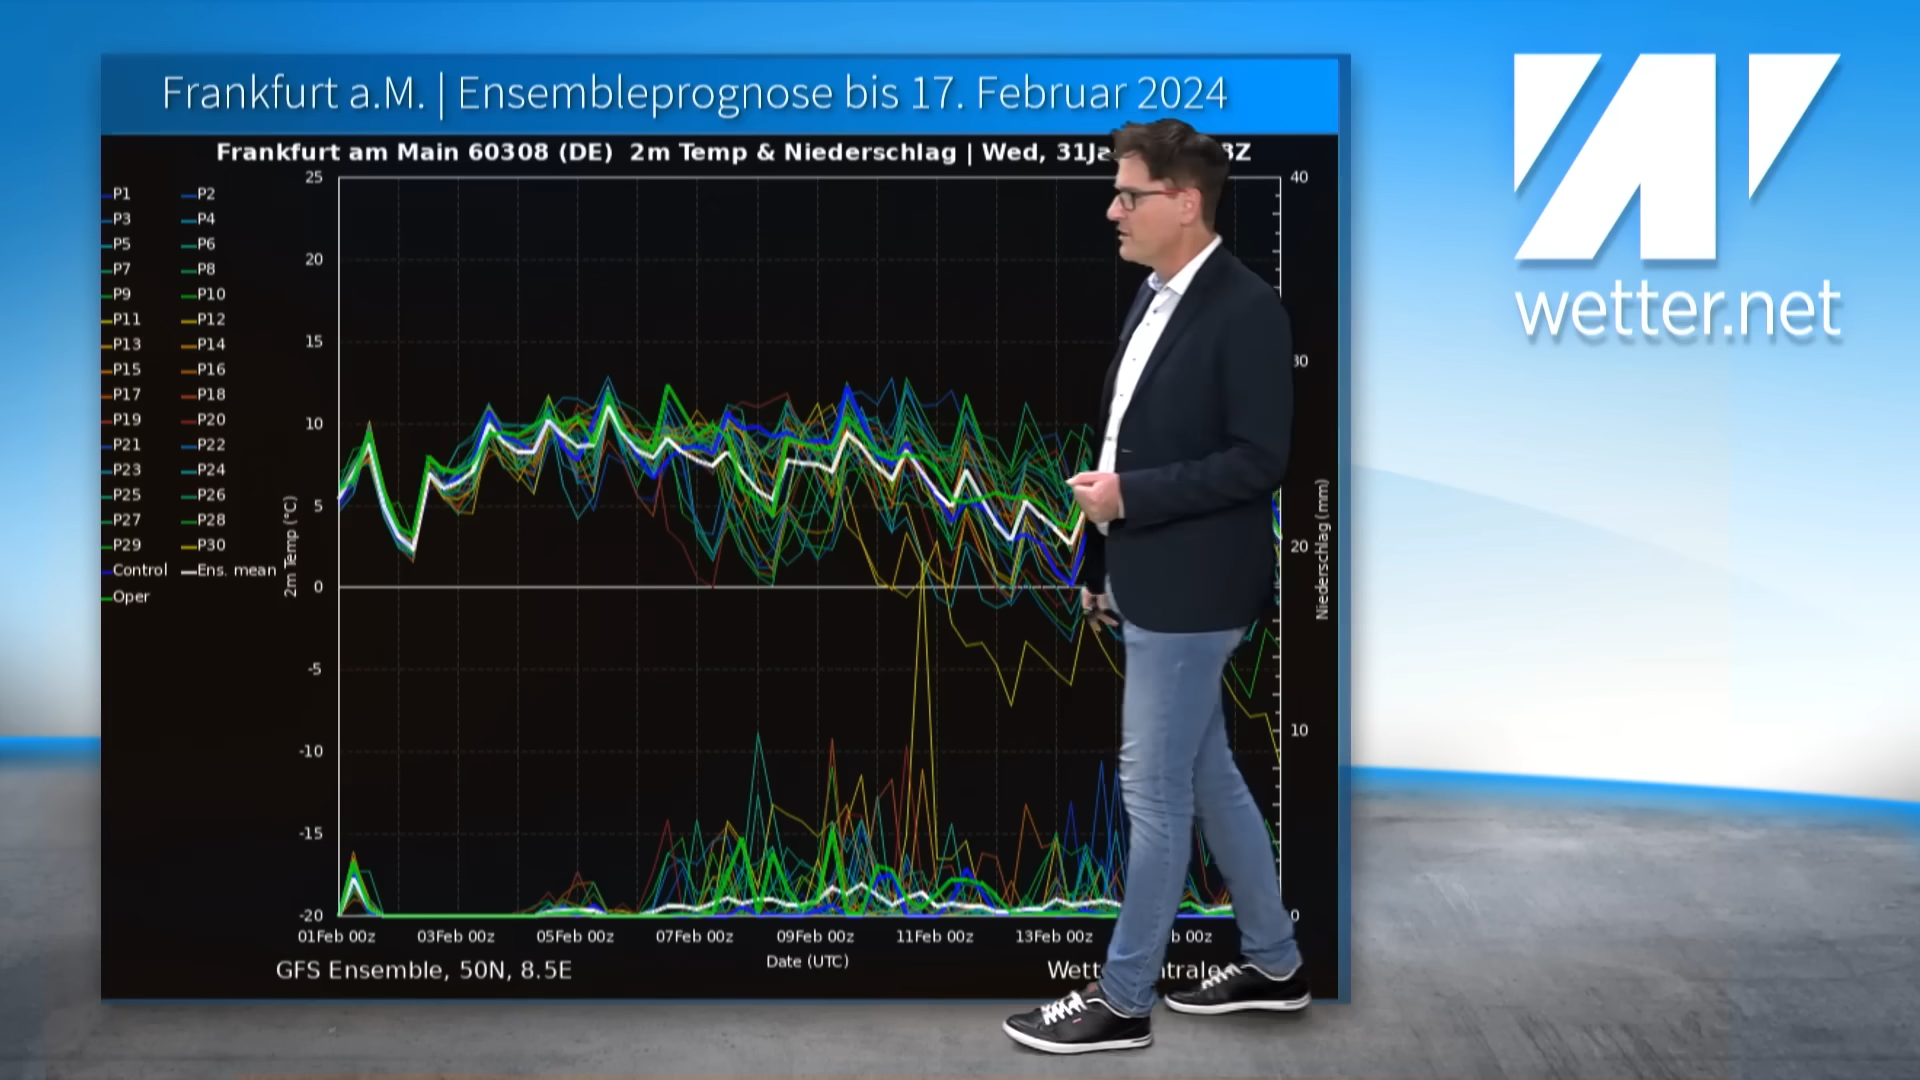 Frankfurt a.M. | Ensembleprognose bis 17. Februar 2024
Frankfurt am Main 60308 (DE) 2m Temp & Niederschlag | Wed, 31Ja
wetter.net
P1 P2
P3 P4
P5 P6
P7 P8
P9 P10
P11 P12
P13 P14
P15 P16
P17 P18
P19 P20
P21 P22
P23 P24
P25 P26
P27 P28
P29 P30
Control Ens. mean
Oper
2m Temp (°C)
25
20
15
10
5
0
-5
-10
-15
-20
40
30
20
10
0
Niederschlag (mm)
01Feb 00z 03Feb 00z 05Feb 00z 07Feb 00z 09Feb 00z 11Feb 00z 13Feb 00z b 00z
Date (UTC)
GFS Ensemble, 50N, 8.5E